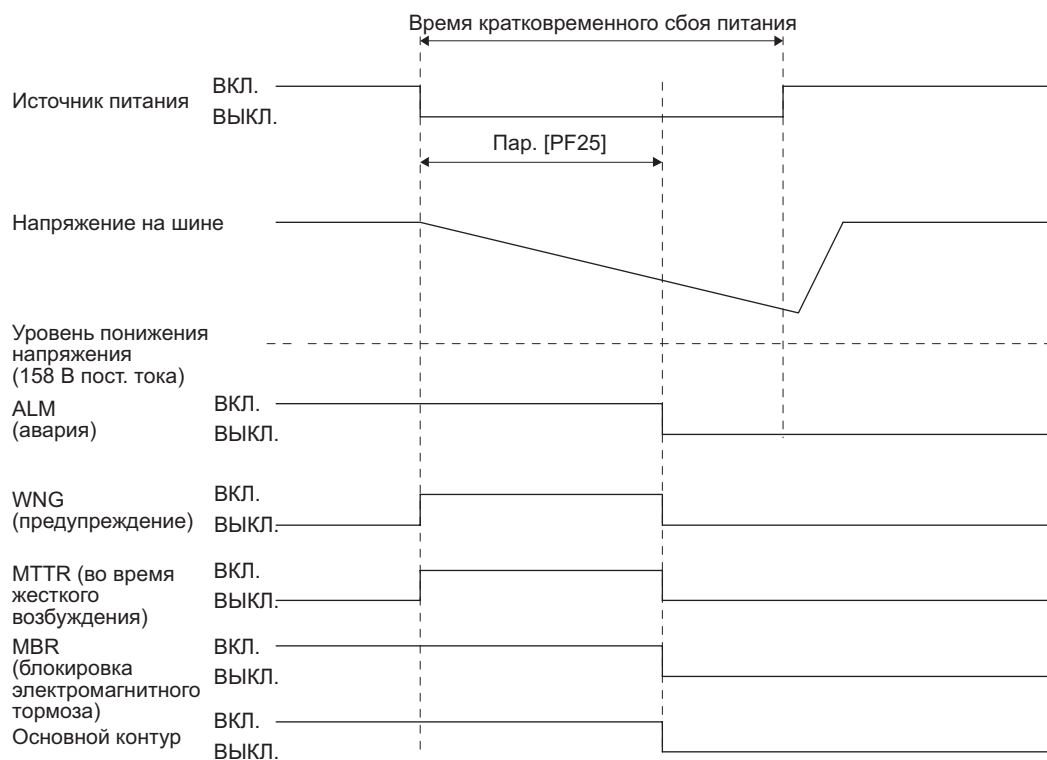 Время кратковременного сбоя питания
ВКЛ.
Источник питания
ВЫКЛ.
Пар. [PF25]
Напряжение на шине
Уровень понижения
напряжения
(158 В пост. тока)
ALM
(авария)
ВКЛ.
ВЫКЛ.
WNG
(предупреждение)
ВКЛ.
ВЫКЛ.
MTTR (во время
жесткого
возбуждения)
ВКЛ.
ВЫКЛ.
MBR
(блокировка
электромагнитного
тормоза)
ВКЛ.
ВЫКЛ.
Основной контур
ВКЛ.
ВЫКЛ.